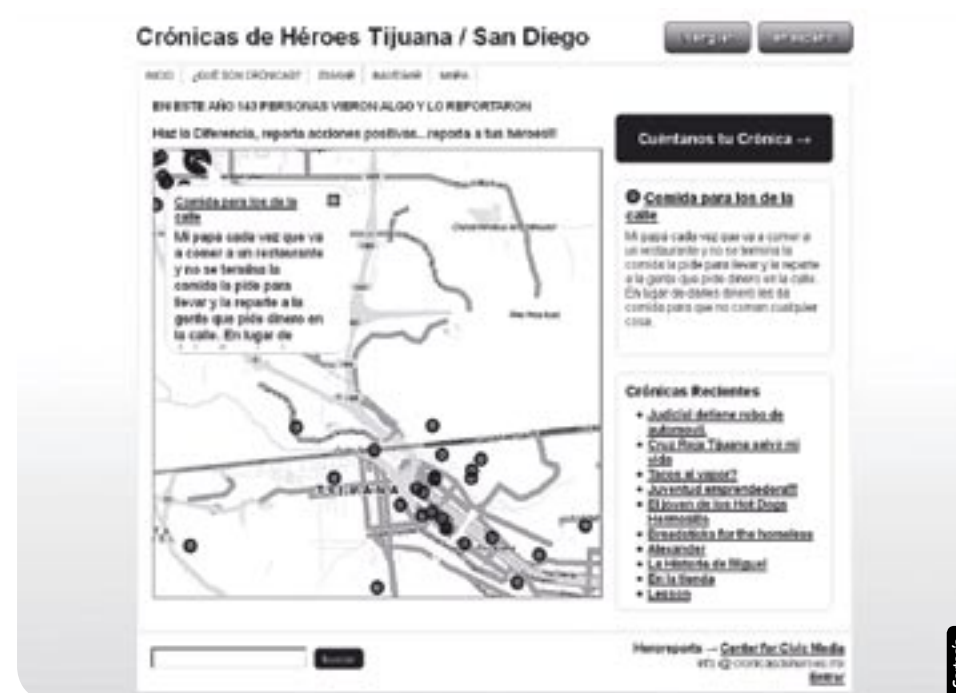 Crónicas de Héroes Tijuana / San Diego
INICIO ¿QUÉ SON CRÓNICAS? ENVIAR NAVEGAR
EN ESTE AÑO 143 PERSONAS VIERON ALGO Y LO REPORTARON
Haz la Diferencia, reporta acciones positivas... reporta a tus héroes!!!
Comida para los de la
calle
Mi papá cada vez que va
a comer a un restaurante
y no se termina la
comida la pide para
llevar y la reparte a la
gente que pide dinero en
la calle. En lugar de
TIJUANA
Cuéntanos tu Crónica →
Comida para los de la
calle
Mi papá cada vez que va a comer a
un restaurante y no se termina la
comida la pide para llevar y la reparte
a la gente que pide dinero en la calle.
En lugar de darles dinero les da
comida para que no coman cualquier
cosa.
Crónicas Recientes
Judicial detiene robo de
automovil.
Cruz Roja Tijuana salvó mi
vida
Tacos al vapor?
Juventud emprendedora!!!
El joven de los Hot Dogs
Hermosillo
Breadsticks for the homeless
Alexander
La Historia de Miguel
En la tienda
Lesson
Buscar
Heroreports — Center for Civic Media
Entrar